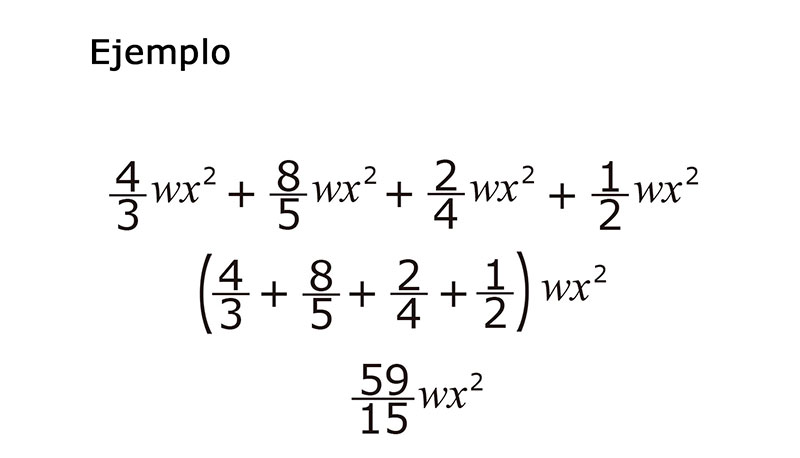 Ejemplo
4/3 wx² + 8/5 wx² + 2/4 wx² + 1/2 wx²
(4/3 + 8/5 + 2/4 + 1/2) wx²
59/15 wx²